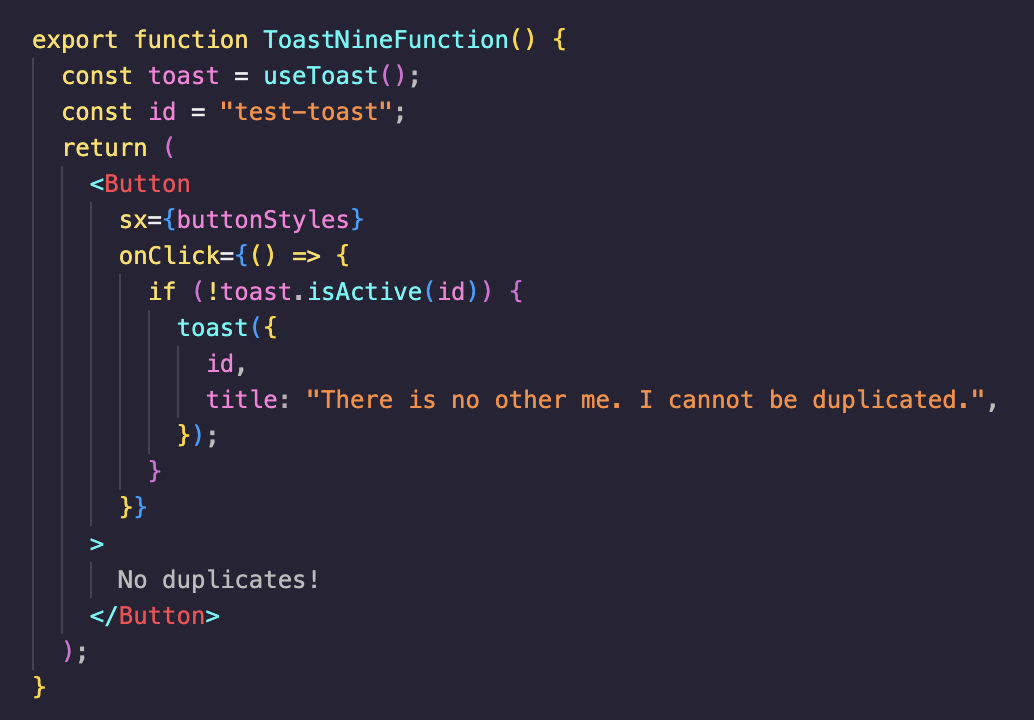 export function ToastNineFunction() {
  const toast = useToast();
  const id = "test-toast";
  return (
    <Button
      sx={buttonStyles}
      onClick={() => {
        if (!toast.isActive(id)) {
          toast({
            id,
            title: "There is no other me. I cannot be duplicated.",
          });
        }
      }}
    >
      No duplicates!
    </Button>
  );
}